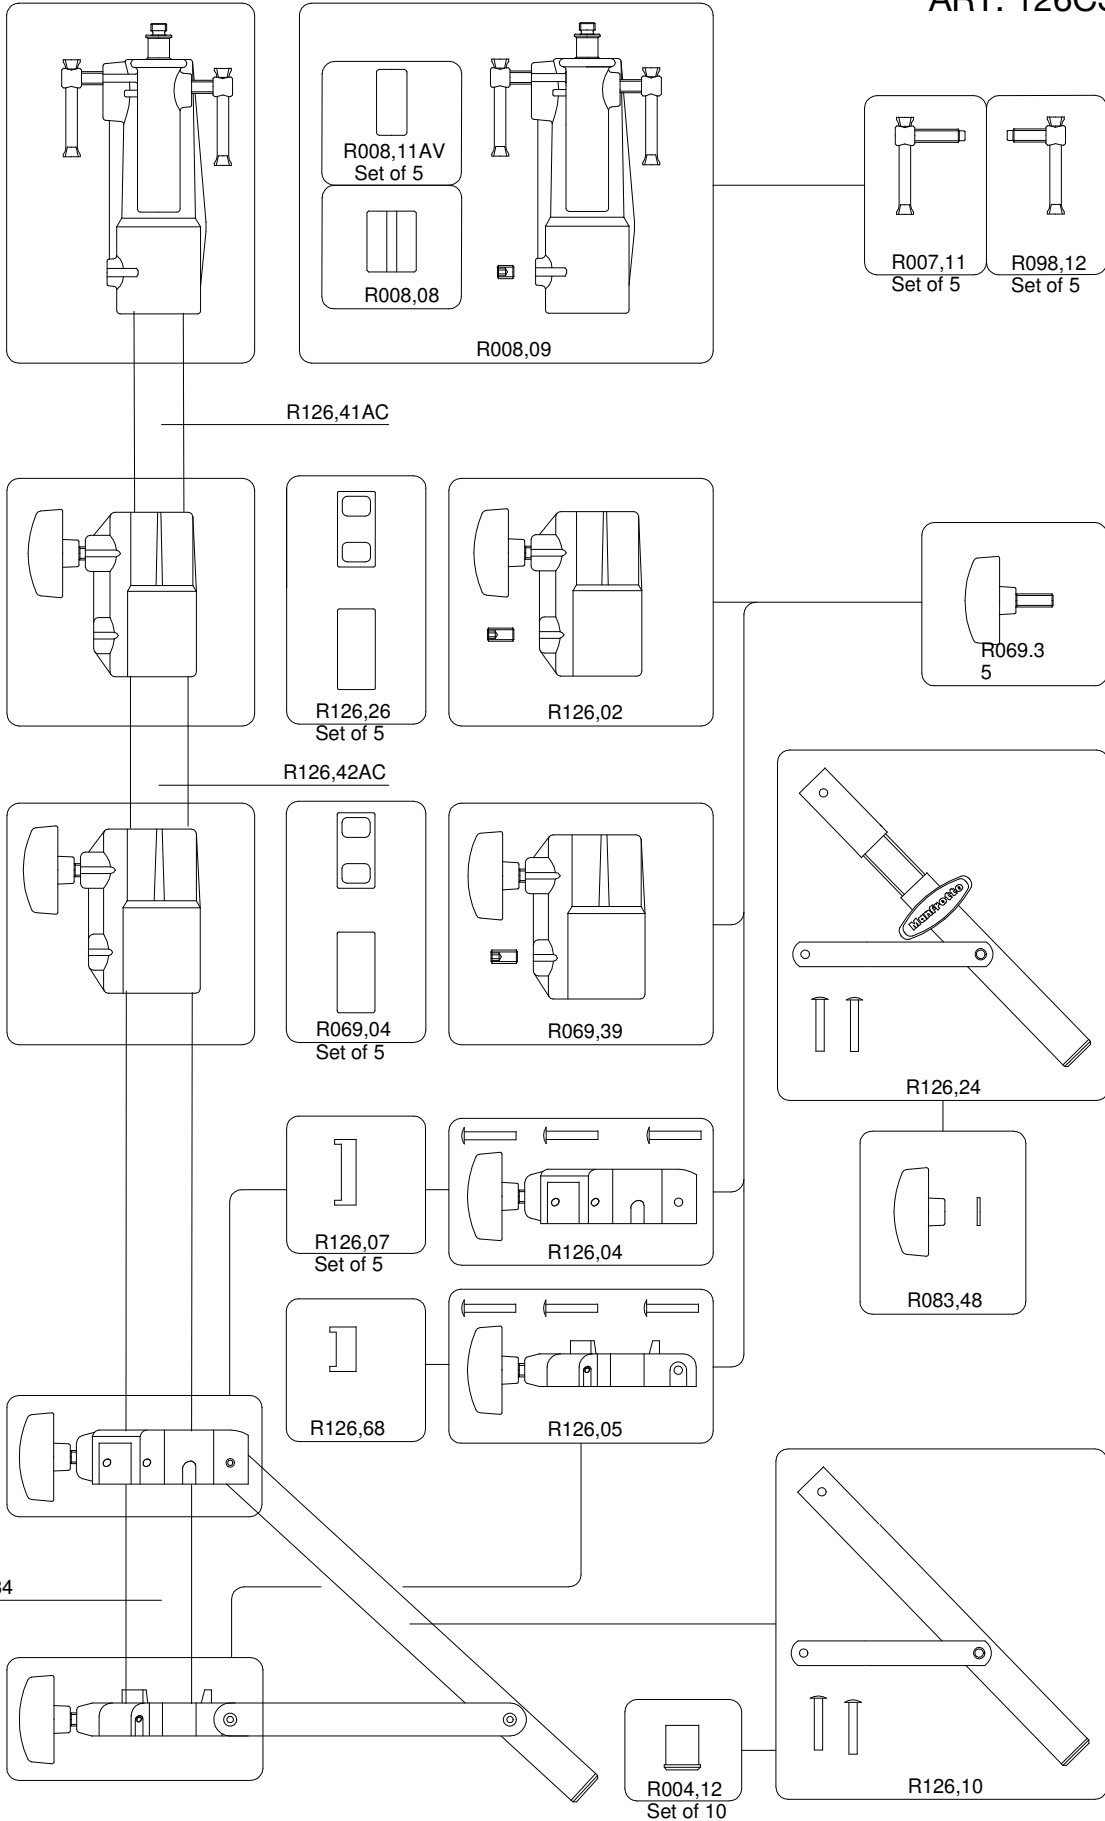 R008,11AV
Set of 5
R008,08
R008,09
R007,11
Set of 5
R098,12
Set of 5
R126,41AC
R126,26
Set of 5
R126,02
R069.3
5
R126,42AC
R069,04
Set of 5
R069,39
Manfrotto
R126,24
R126,07
Set of 5
R126,04
R083,48
R126,68
R126,05
R004,12
Set of 10
R126,10